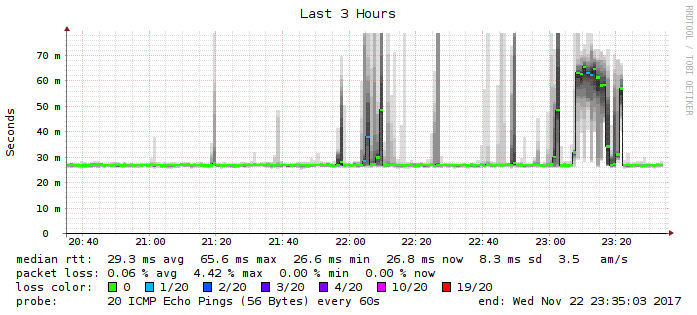 Last 3 Hours
RRDTOOL / TOBI OETIKER
Seconds
70 m
60 m
50 m
40 m
30 m
20 m
10 m
0
20:40 21:00 21:20 21:40 22:00 22:20 22:40 23:00 23:20
median rtt: 29.3 ms avg 65.6 ms max 26.6 ms min 26.8 ms now 8.3 ms sd 3.5 am/s
packet loss: 0.06 % avg 4.42 % max 0.00 % min 0.00 % now
loss color: 0 1/20 2/20 3/20 4/20 10/20 19/20
probe: 20 ICMP Echo Pings (56 Bytes) every 60s end: Wed Nov 22 23:35:03 2017